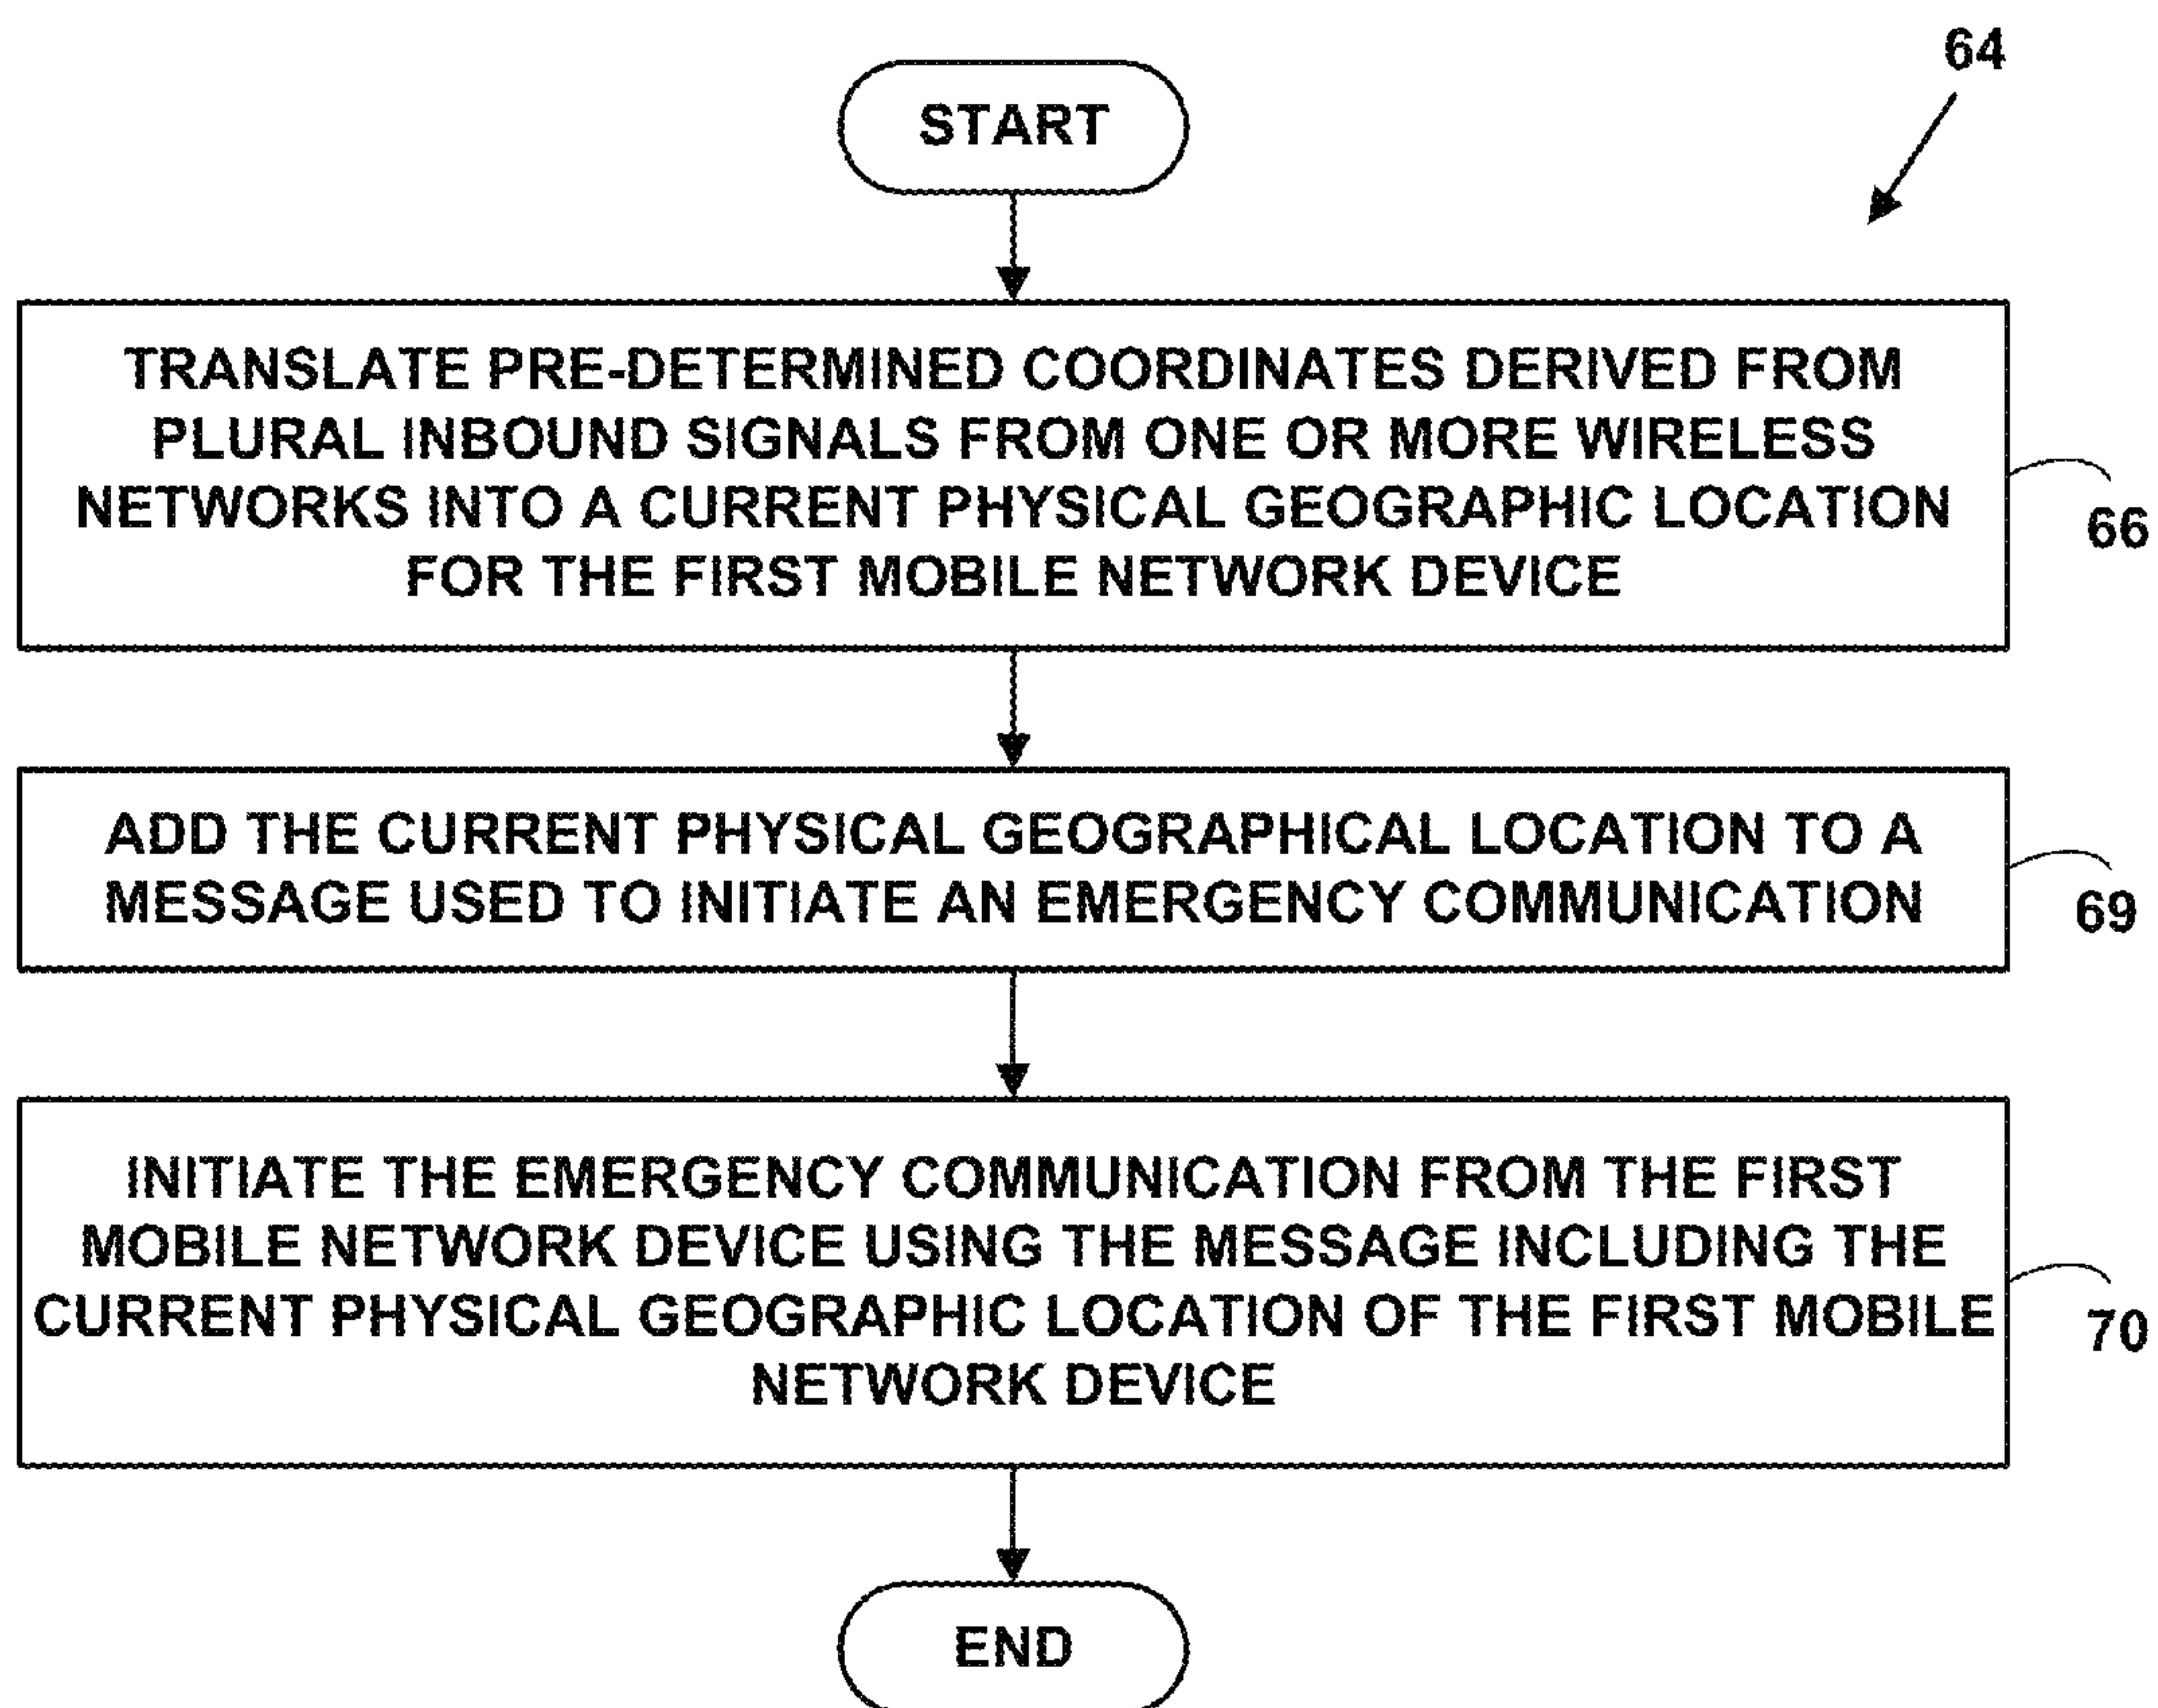 64
START
TRANSLATE PRE-DETERMINED COORDINATES DERIVED FROM
PLURAL INBOUND SIGNALS FROM ONE OR MORE WIRELESS
NETWORKS INTO A CURRENT PHYSICAL GEOGRAPHIC LOCATION
FOR THE FIRST MOBILE NETWORK DEVICE
66
ADD THE CURRENT PHYSICAL GEOGRAPHICAL LOCATION TO A
MESSAGE USED TO INITIATE AN EMERGENCY COMMUNICATION
69
INITIATE THE EMERGENCY COMMUNICATION FROM THE FIRST
MOBILE NETWORK DEVICE USING THE MESSAGE INCLUDING THE
CURRENT PHYSICAL GEOGRAPHIC LOCATION OF THE FIRST MOBILE
NETWORK DEVICE
70
END